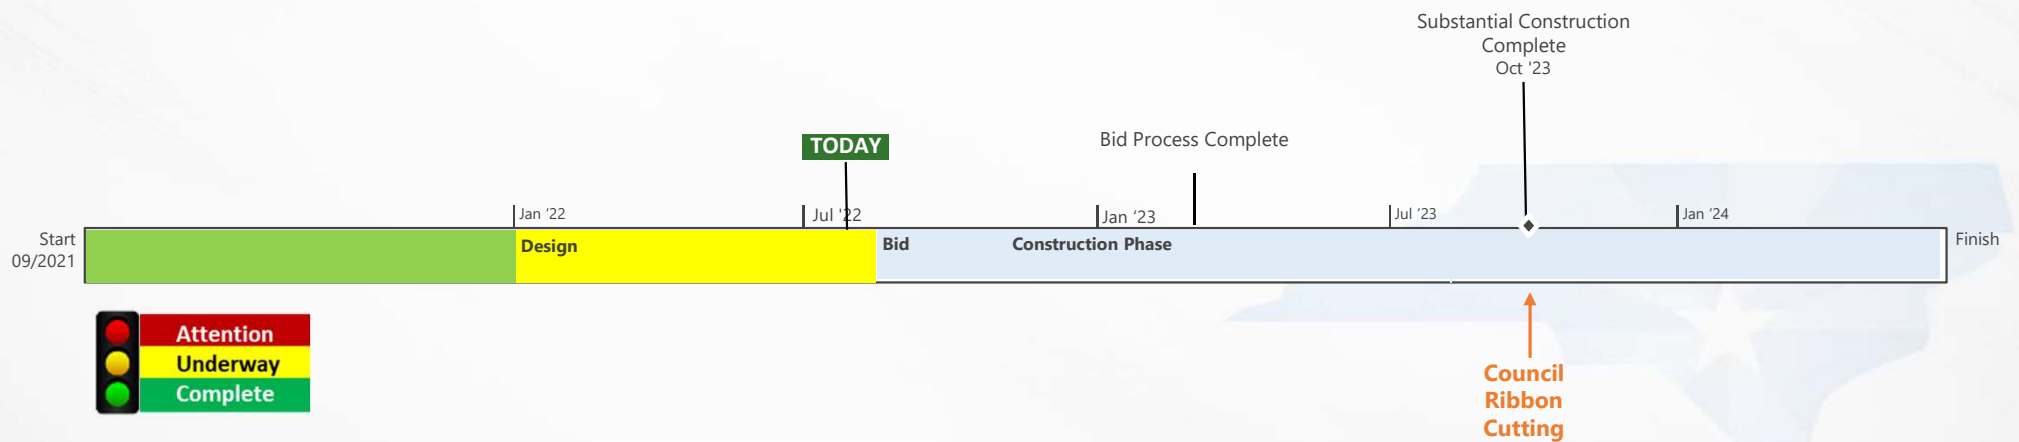 Substantial Construction
Complete
Oct '23
TODAY
Bid Process Complete
Jan '22
Jul '22
Jan '23
Jul '23
Jan '24
Start
09/2021
Design
Bid
Construction Phase
Finish
Attention
Underway
Complete
Council
Ribbon
Cutting